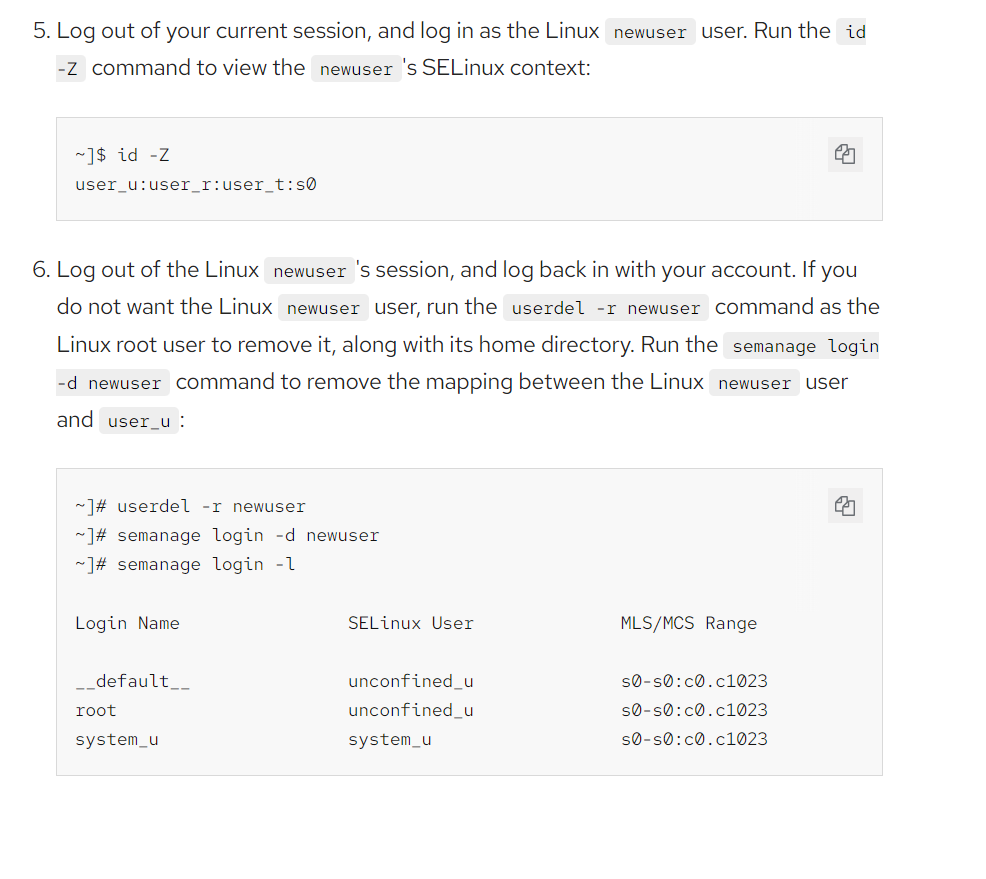 5. Log out of your current session, and log in as the Linux newuser user. Run the id
-Z command to view the newuser 's SELinux context:
~]$ id -Z
user_u:user_r:user_t:s0
6. Log out of the Linux newuser 's session, and log back in with your account. If you
do not want the Linux newuser user, run the userdel -r newuser command as the
Linux root user to remove it, along with its home directory. Run the semanage login
-d newuser command to remove the mapping between the Linux newuser user
and user_u :
~]# userdel -r newuser
~]# semanage login -d newuser
~]# semanage login -l
Login Name SELinux User MLS/MCS Range
__default__ unconfined_u s0-s0:c0.c1023
root unconfined_u s0-s0:c0.c1023
system_u system_u s0-s0:c0.c1023